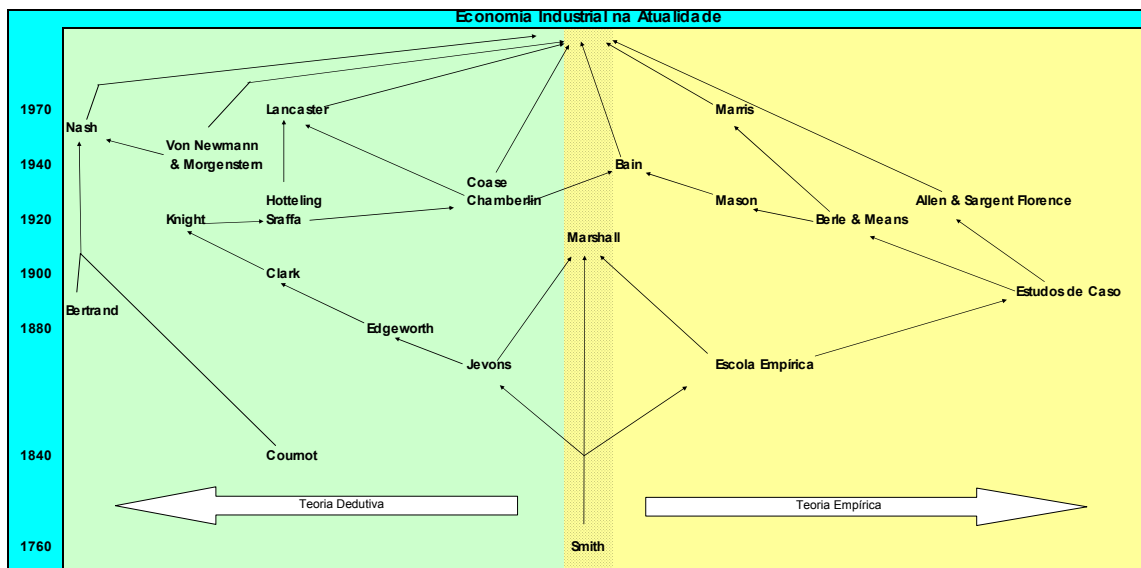 Economia Industrial na Atualidade
1970
Lancaster
Marris
Nash
Von Newmann
& Morgenstern
1940
Bain
Coase
Hotteling
Chamberlin
Mason
Allen & Sargent Florence
1920
Knight
Sraffa
Berle & Means
Marshall
1900
Clark
Estudos de Caso
Bertrand
1880
Edgeworth
Jevons
Escola Empírica
1840
Cournot
Teoria Dedutiva
Teoria Empírica
1760
Smith